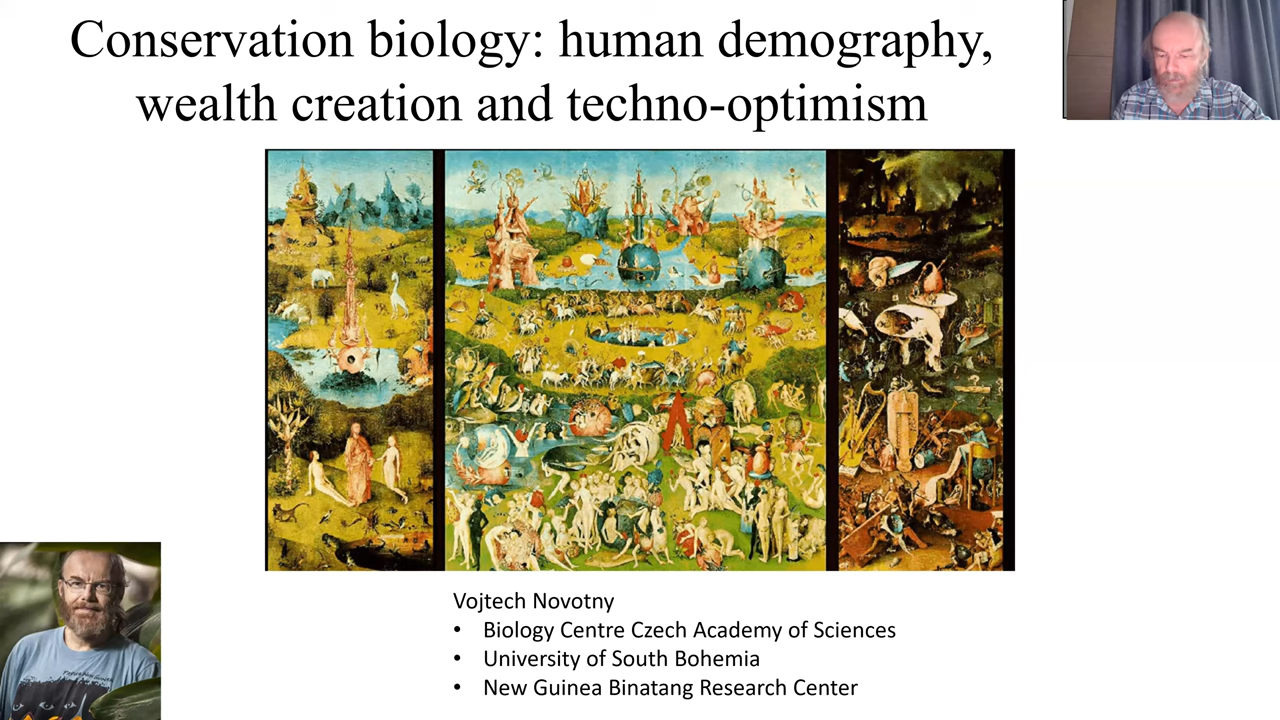 Conservation biology: human demography,
wealth creation and techno-optimism
Vojtech Novotny
• Biology Centre Czech Academy of Sciences
• University of South Bohemia
• New Guinea Binatang Research Center